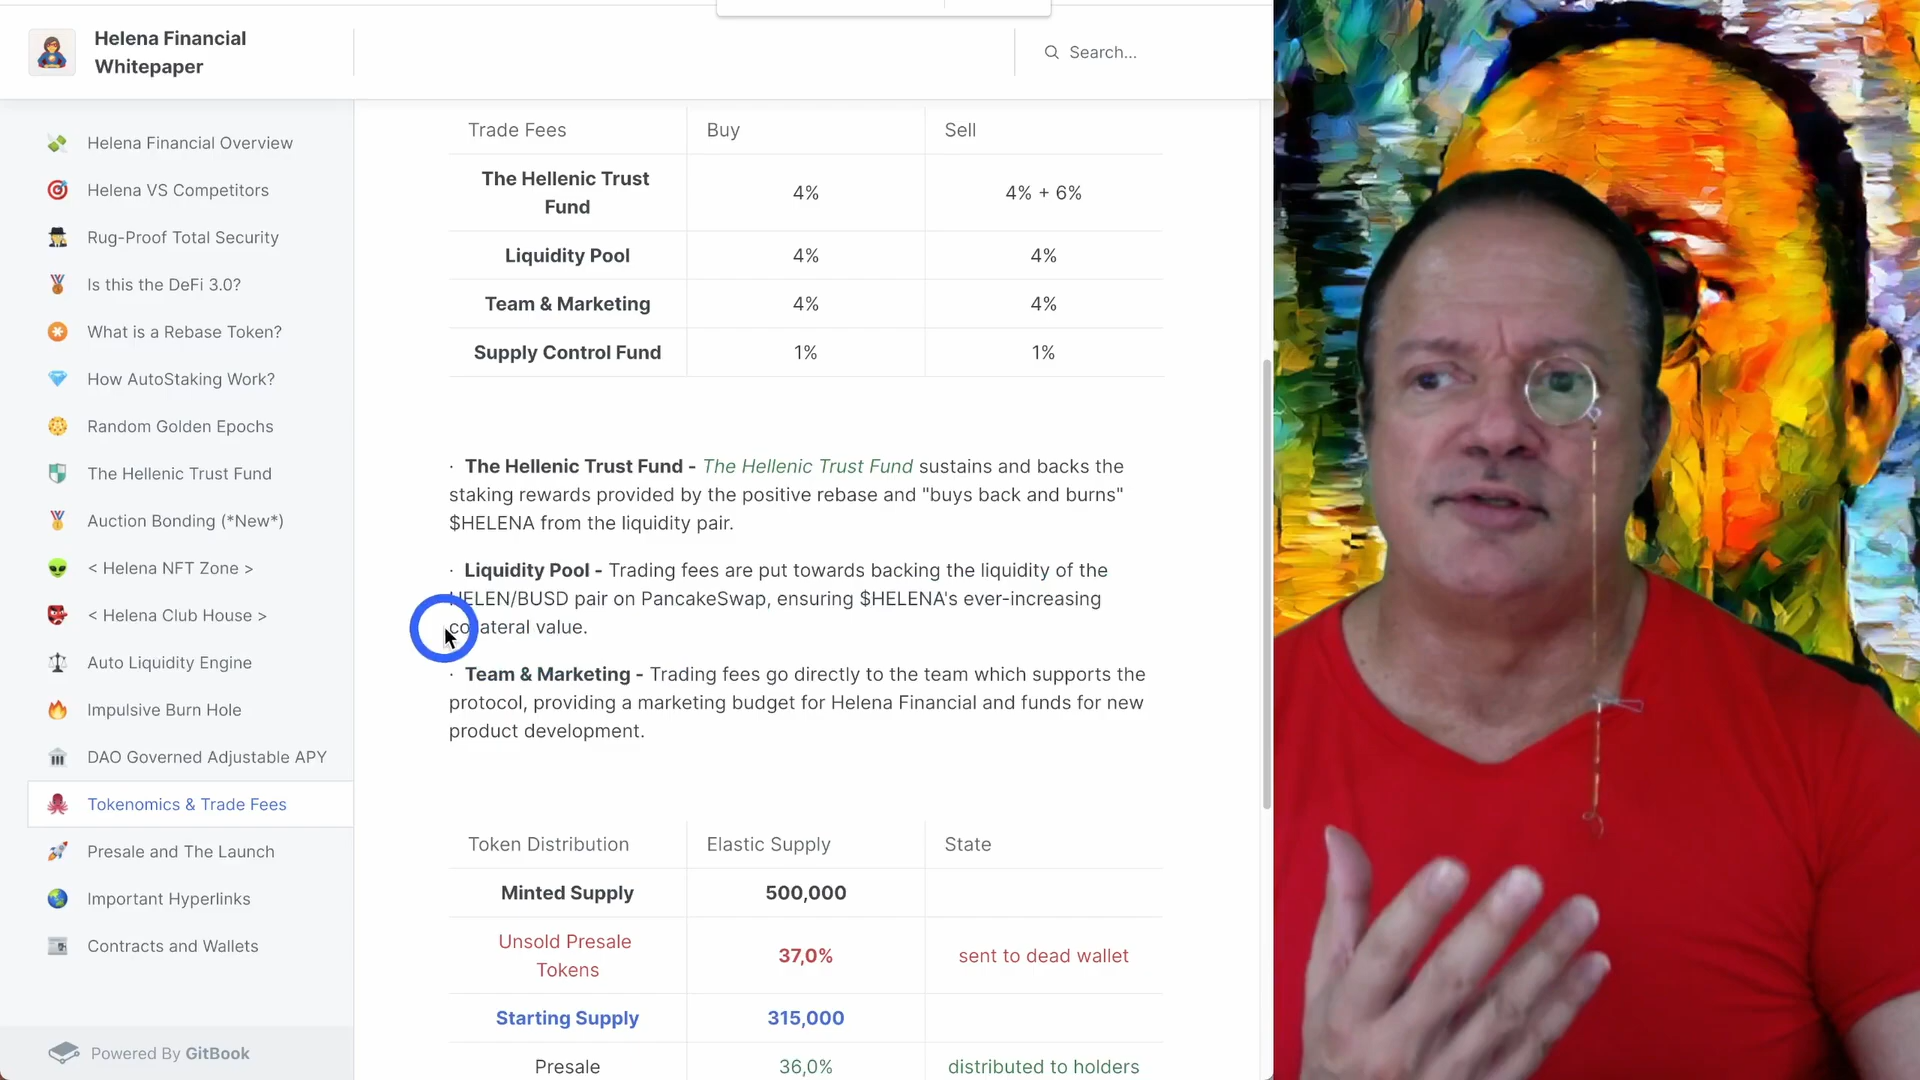 Helena Financial
Whitepaper
Search...
Helena Financial Overview
Helena VS Competitors
Rug-Proof Total Security
Is this the DeFi 3.0?
What is a Rebase Token?
How AutoStaking Work?
Random Golden Epochs
The Hellenic Trust Fund
Auction Bonding (*New*)
< Helena NFT Zone >
< Helena Club House >
Auto Liquidity Engine
Impulsive Burn Hole
DAO Governed Adjustable APY
Tokenomics & Trade Fees
Presale and The Launch
Important Hyperlinks
Contracts and Wallets
Powered By GitBook
Trade Fees Buy Sell
The Hellenic Trust
Fund 4% 4% + 6%
Liquidity Pool 4% 4%
Team & Marketing 4% 4%
Supply Control Fund 1% 1%
· The Hellenic Trust Fund - The Hellenic Trust Fund sustains and backs the
staking rewards provided by the positive rebase and "buys back and burns"
$HELENA from the liquidity pair.
· Liquidity Pool - Trading fees are put towards backing the liquidity of the
HELEN/BUSD pair on PancakeSwap, ensuring $HELENA's ever-increasing
collateral value.
· Team & Marketing - Trading fees go directly to the team which supports the
protocol, providing a marketing budget for Helena Financial and funds for new
product development.
Token Distribution Elastic Supply State
Minted Supply 500,000
Unsold Presale
Tokens 37,0% sent to dead wallet
Starting Supply 315,000
Presale 36,0% distributed to holders